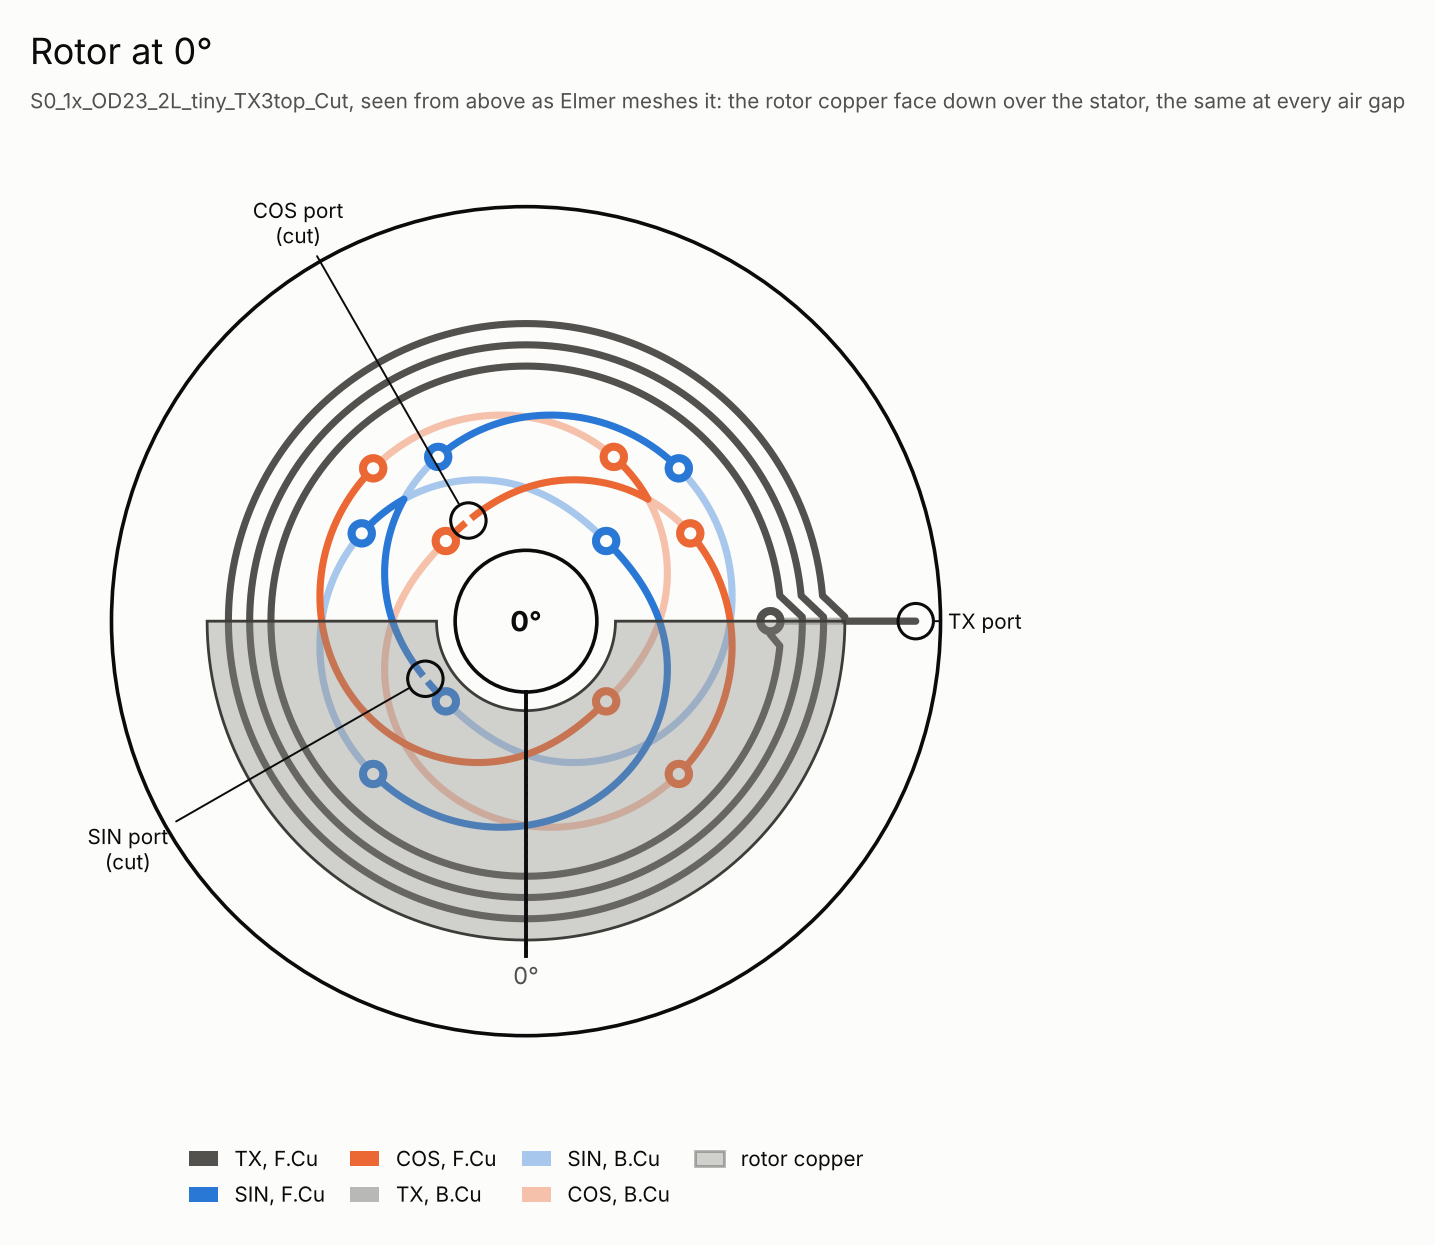 Rotor at 0°
S0_1x_OD23_2L_tiny_TX3top_Cut, seen from above as Elmer meshes it: the rotor copper face down over the stator, the same at every air gap
COS port
(cut)
0°
TX port
SIN port
(cut)
0°
TX, F.Cu
COS, F.Cu
SIN, B.Cu
rotor copper
SIN, F.Cu
TX, B.Cu
COS, B.Cu